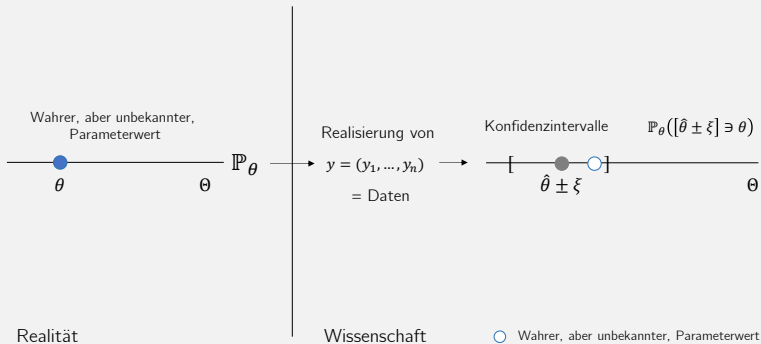 Wahrer, aber unbekannter,
Parameterwert
θ
Θ
ℙ_θ
Realität
Realisierung von
y = (y₁, ..., yₙ)
= Daten
Wissenschaft
Konfidenzintervalle
ℙ_θ([θ̂ ± ξ] ∋ θ)
[ ]
θ̂ ± ξ
Θ
Wahrer, aber unbekannter, Parameterwert